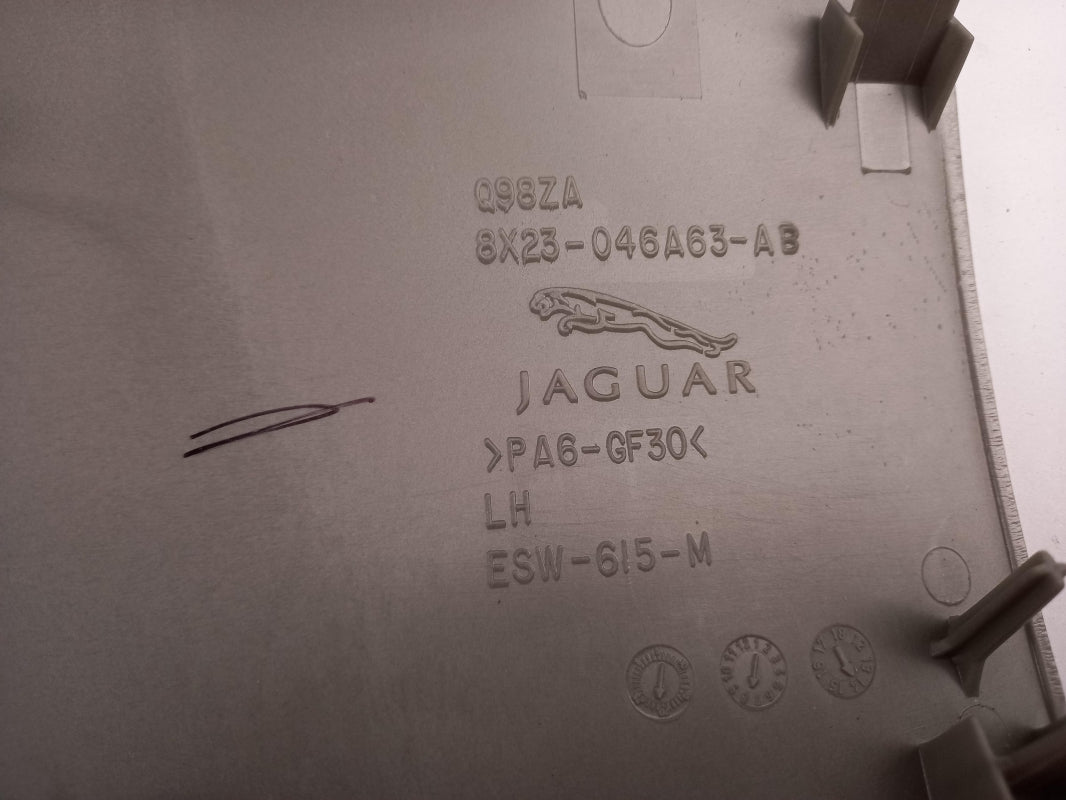 Q98ZA
8X23-046A63-AB
JAGUAR
>PA6-GF30<
LH
ESW-615-M